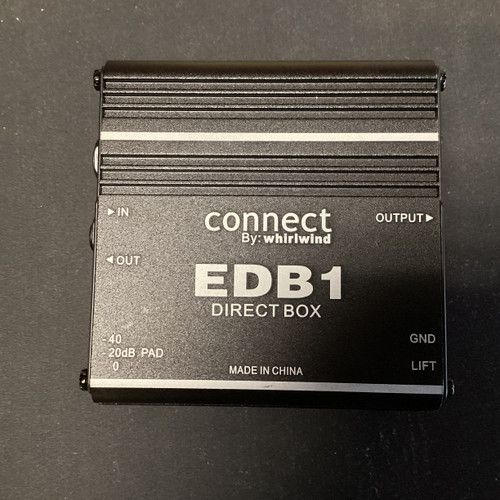 ▶IN
connect
By: whirlwind
OUTPUT▶
◀OUT
EDB1
DIRECT BOX
- 40
- 20dB PAD
0
GND
LIFT
MADE IN CHINA